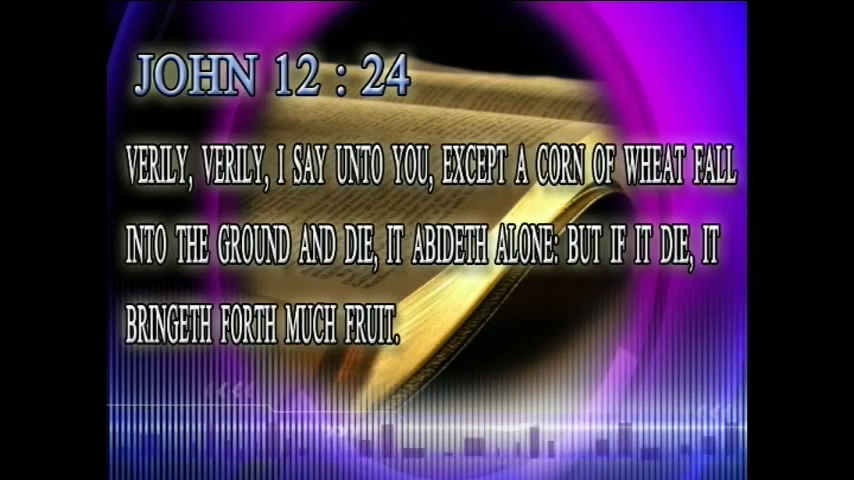 JOHN 12 : 24
VERILY, VERILY, I SAY UNTO YOU, EXCEPT A CORN OF WHEAT FALL
INTO THE GROUND AND DIE, IT ABIDETH ALONE: BUT IF IT DIE, IT
BRINGETH FORTH MUCH FRUIT.